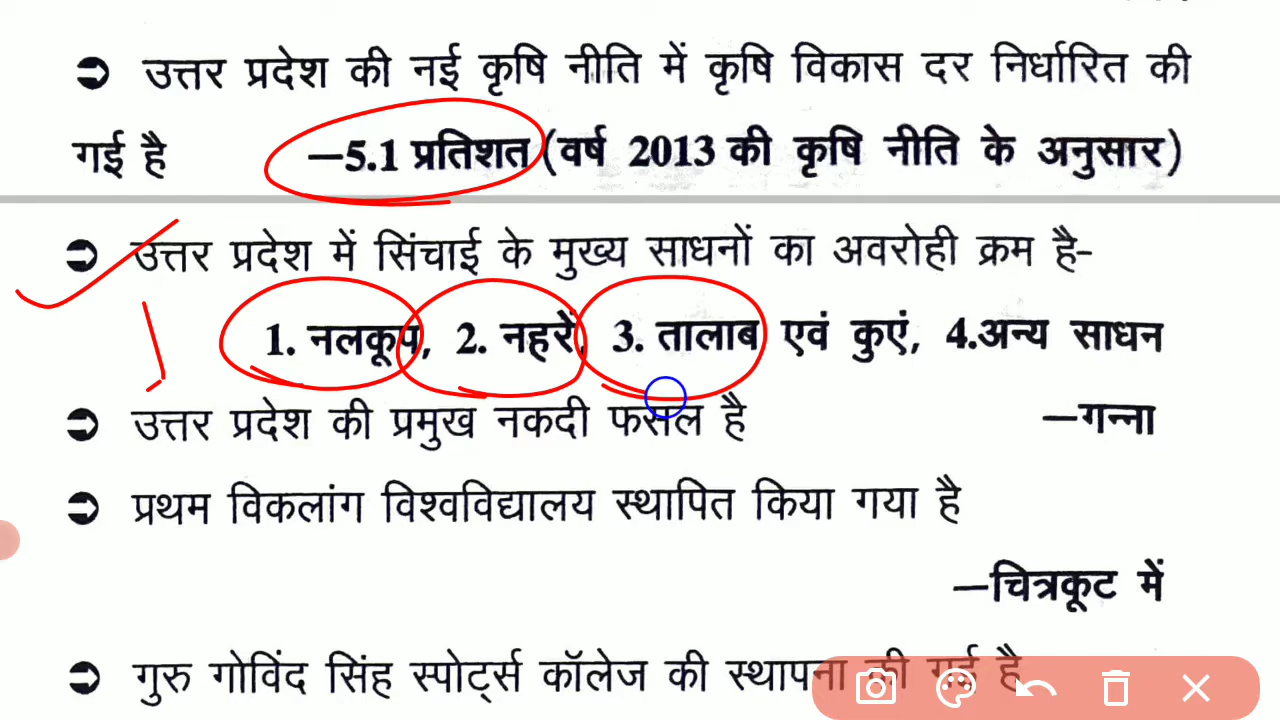 उत्तर प्रदेश की नई कृषि नीति में कृषि विकास दर निर्धारित की
गई है –5.1 प्रतिशत (वर्ष 2013 की कृषि नीति के अनुसार)
उत्तर प्रदेश में सिंचाई के मुख्य साधनों का अवरोही क्रम है-
1. नलकूप, 2. नहरें, 3. तालाब एवं कुएं, 4.अन्य साधन
उत्तर प्रदेश की प्रमुख नकदी फसल है –गन्ना
प्रथम विकलांग विश्वविद्यालय स्थापित किया गया है
–चित्रकूट में
गुरु गोविंद सिंह स्पोर्ट्स कॉलेज की स्थापना की गई है